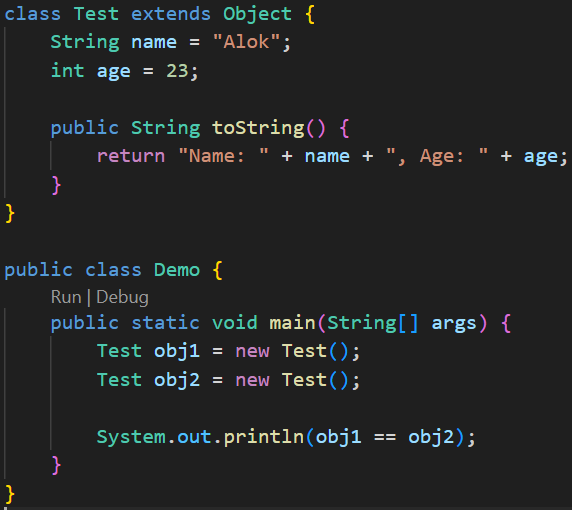 class Test extends Object {
    String name = "Alok";
    int age = 23;

    public String toString() {
        return "Name: " + name + ", Age: " + age;
    }
}

public class Demo {
    Run | Debug
    public static void main(String[] args) {
        Test obj1 = new Test();
        Test obj2 = new Test();

        System.out.println(obj1 == obj2);
    }
}